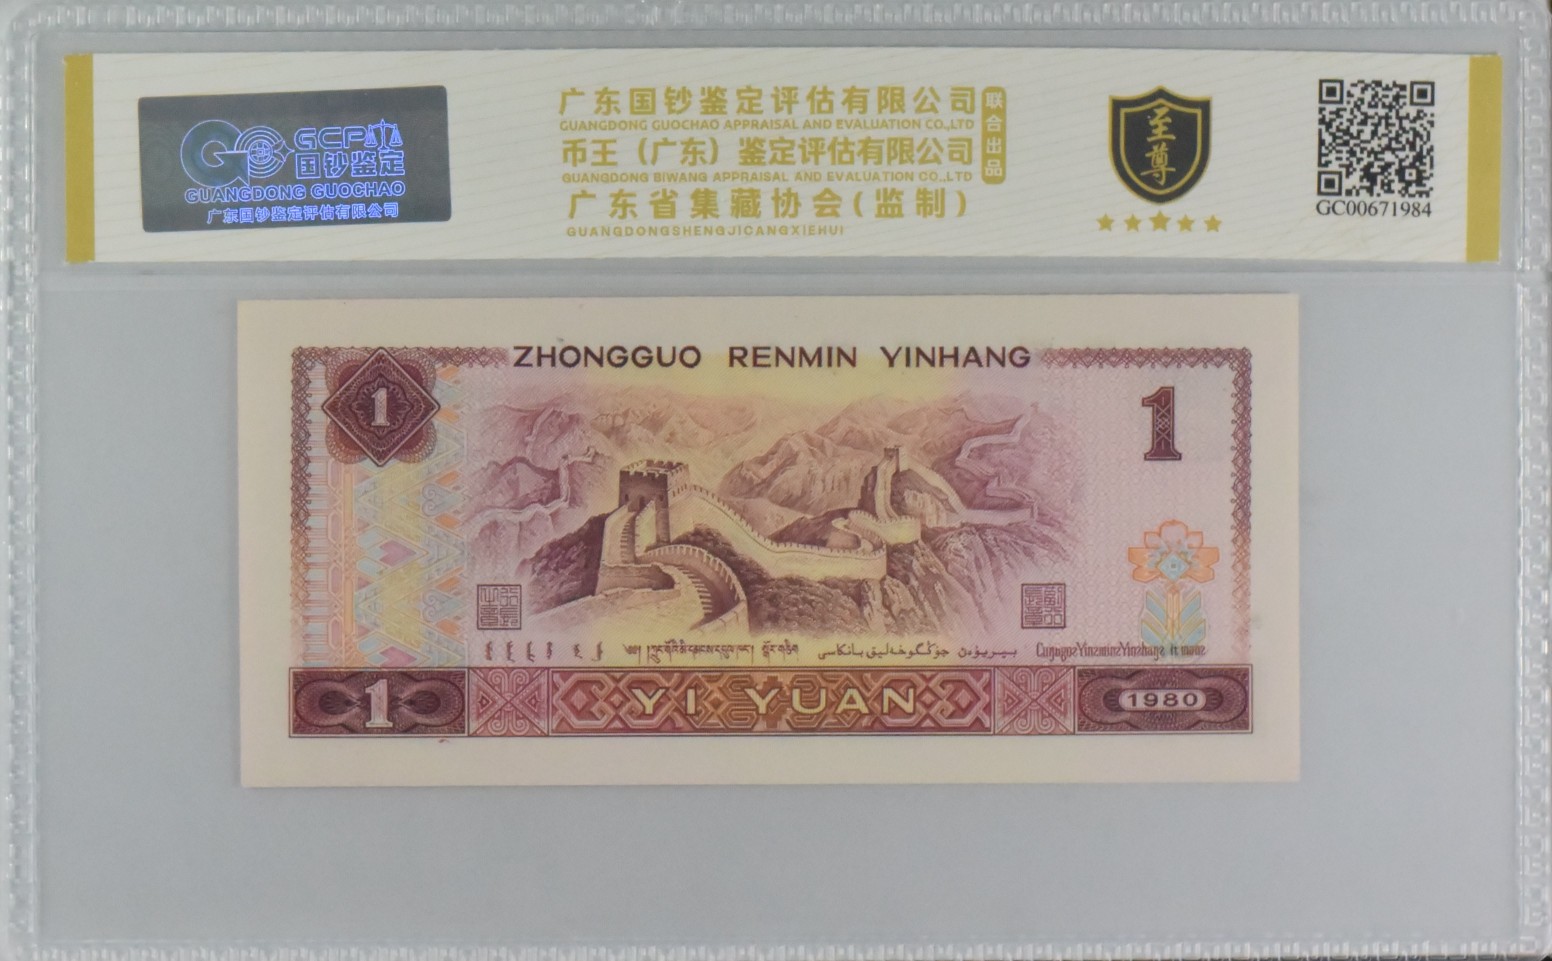 GCP
国钞鉴定
GUANGDONG GUOCHAO
广东国钞鉴定评估有限公司
广东国钞鉴定评估有限公司
GUANGDONG GUOCHAO APPRAISAL AND EVALUATION CO.,LTD
币王（广东）鉴定评估有限公司
GUANGDONG BIWANG APPRAISAL AND EVALUATION CO.,LTD
联合出品
广东省集藏协会(监制)
GUANGDONGSHENGJICANGXIEHUI
至尊
GC00671984
ZHONGGUO RENMIN YINHANG
1
1
1
YI YUAN
1980